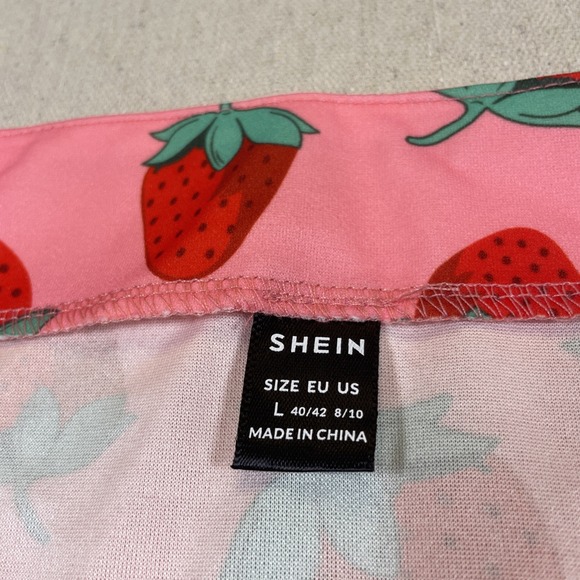 SHEIN
SIZE EU US
L 40/42 8/10
MADE IN CHINA